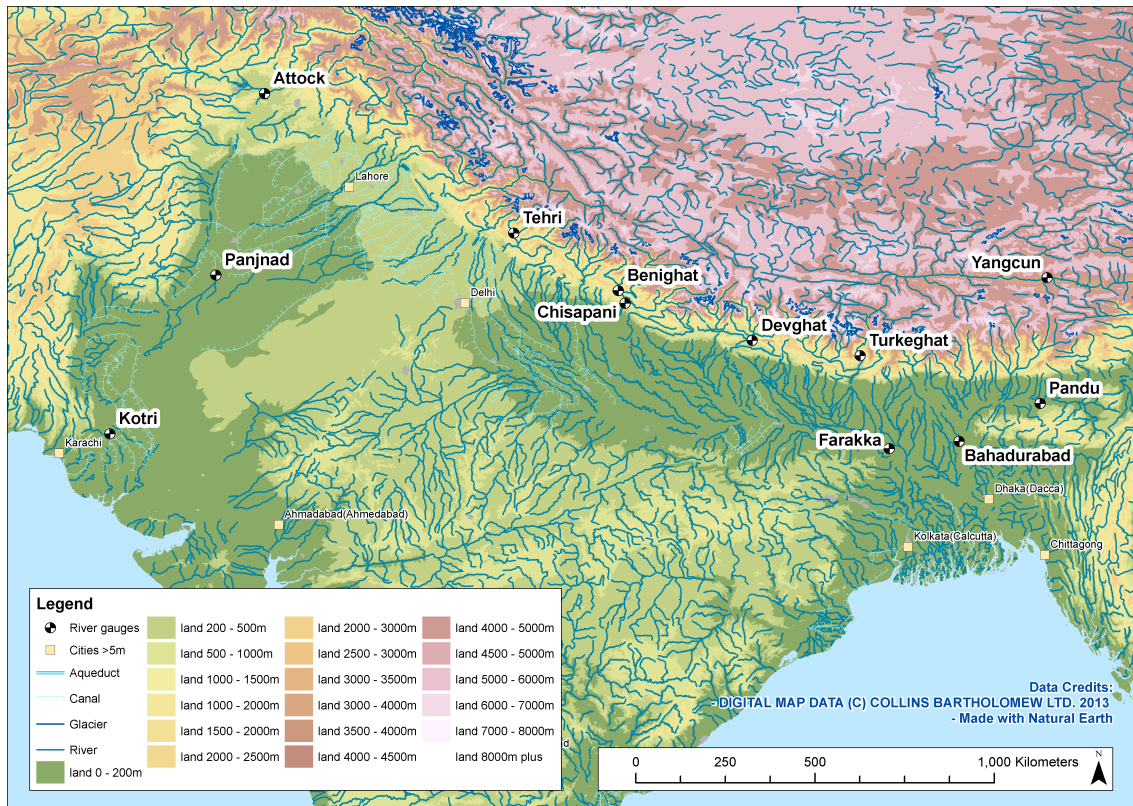 Attock
Lahore
Tehri
Panjnad
Benighat
Yangcun
Delhi
Chisapani
Devghat
Turkeghat
Pandu
Kotri
Karachi
Farakka
Bahadurabad
Dhaka(Dacca)
Ahmadabad(Ahmedabad)
Kolkata(Calcutta)
Chittagong
Legend
River gauges
Cities >5m
Aqueduct
Canal
Glacier
River
land 0 - 200m
land 200 - 500m
land 500 - 1000m
land 1000 - 1500m
land 1000 - 2000m
land 1500 - 2000m
land 2000 - 2500m
land 2000 - 3000m
land 2500 - 3000m
land 3000 - 3500m
land 3000 - 4000m
land 3500 - 4000m
land 4000 - 4500m
land 4000 - 5000m
land 4500 - 5000m
land 5000 - 6000m
land 6000 - 7000m
land 7000 - 8000m
land 8000m plus
Data Credits:
- DIGITAL MAP DATA (C) COLLINS BARTHOLOMEW LTD. 2013
- Made with Natural Earth
N
0 250 500 1,000 Kilometers